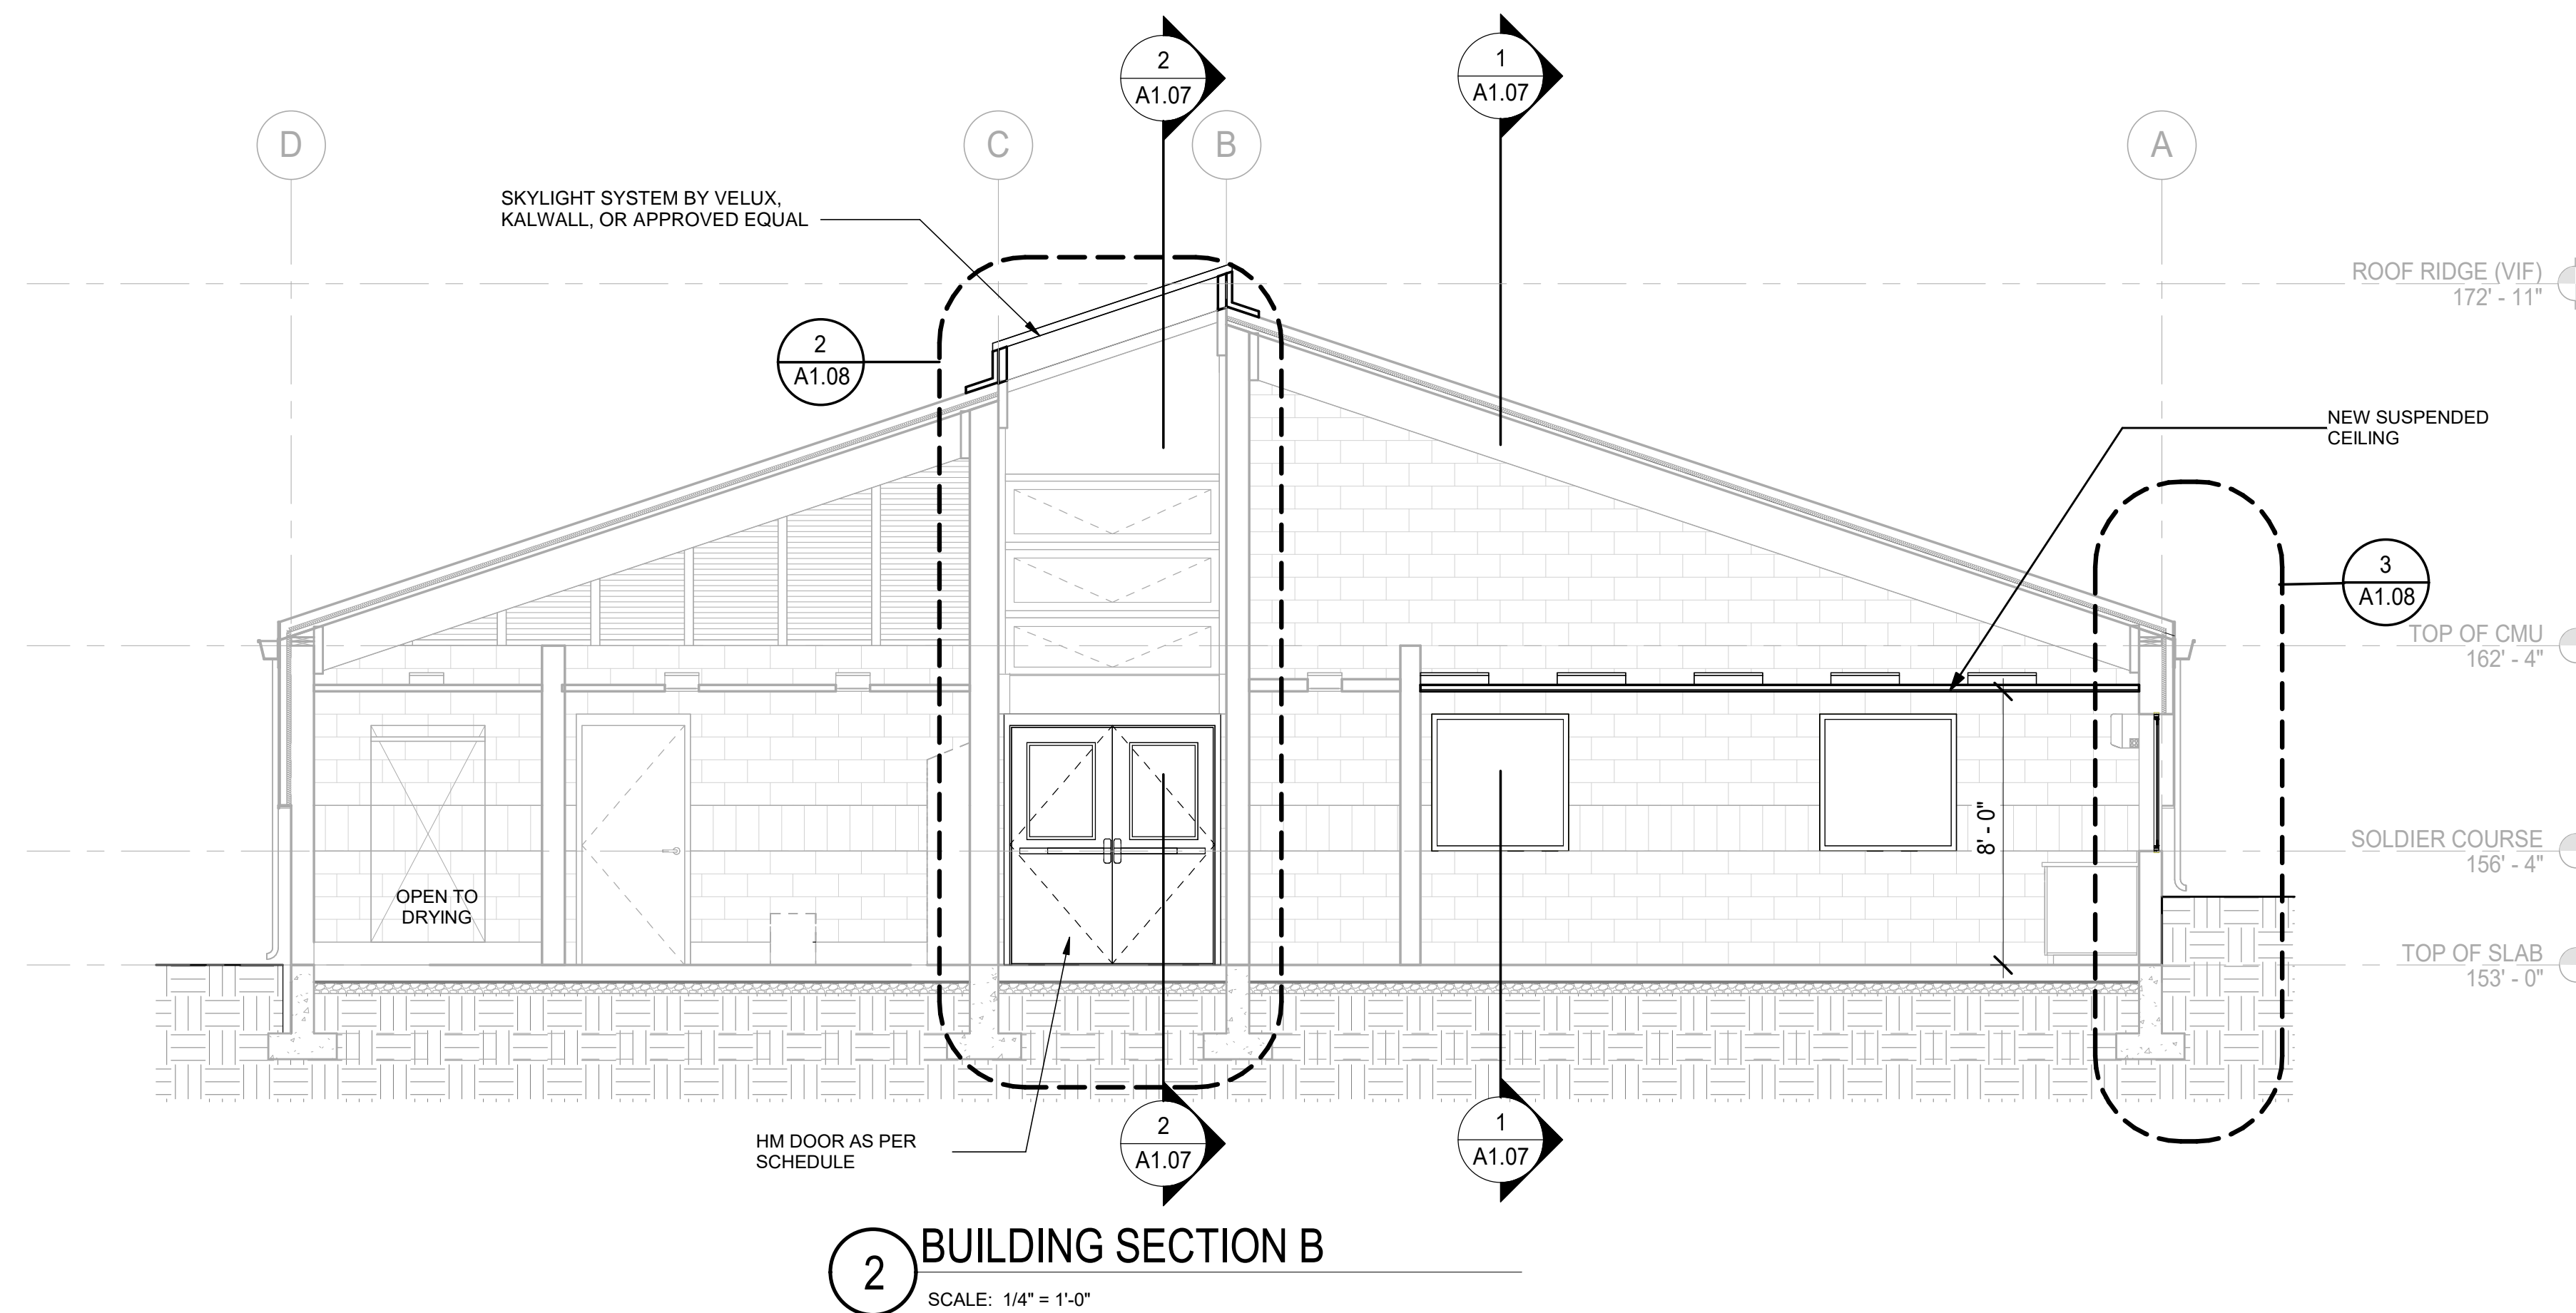 2
A1.07
1
A1.07
D
C
B
A
SKYLIGHT SYSTEM BY VELUX,
KALWALL, OR APPROVED EQUAL
ROOF RIDGE (VIF)
172' - 11"
2
A1.08
NEW SUSPENDED
CEILING
3
A1.08
TOP OF CMU
162' - 4"
8' - 0"
SOLDIER COURSE
156' - 4"
OPEN TO
DRYING
TOP OF SLAB
153' - 0"
HM DOOR AS PER
SCHEDULE
2
A1.07
1
A1.07
2
BUILDING SECTION B
SCALE: 1/4" = 1'-0"